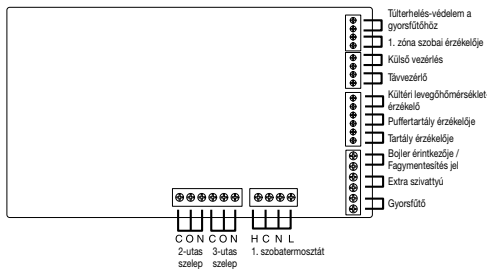 Túlterhelés-védelem a
gyorsfűtőhöz
1. zóna szobai érzékelője
Külső vezérlés
Távvezérlő
Kültéri levegőhőmérséklet-
érzékelő
Puffertartály érzékelője
Tartály érzékelője
Bojler érintkezője /
Fagymentesítés jel
Extra szivattyú
Gyorsfűtő
C O N C O N H C N L
2-utas 3-utas 1. szobatermosztát
szelep szelep